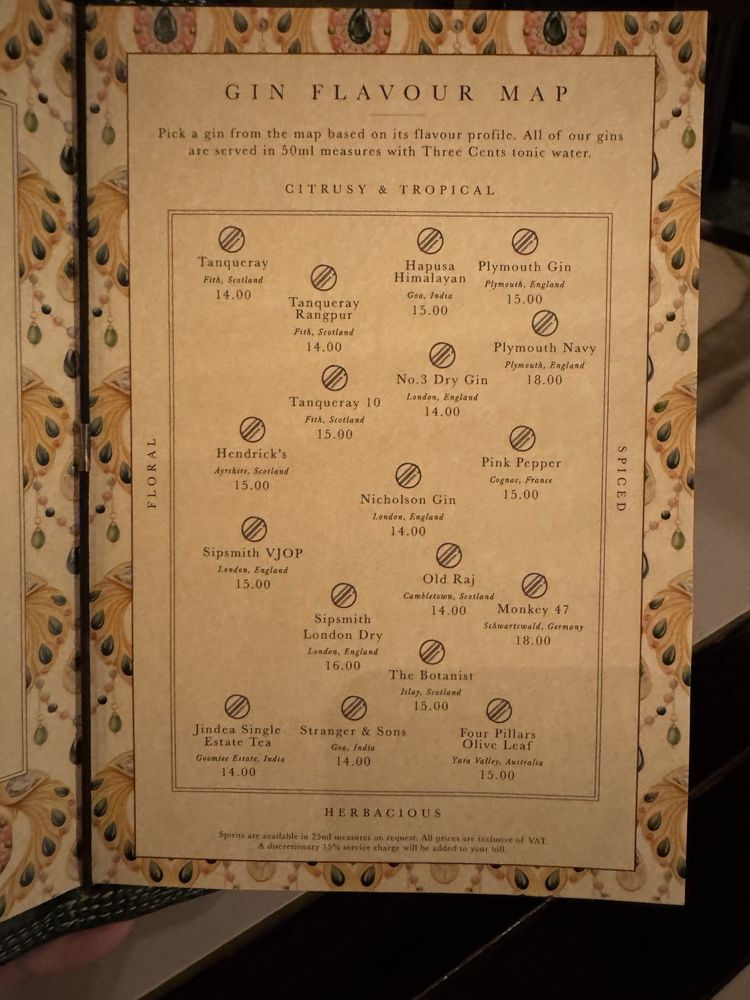 GIN FLAVOUR MAP
Pick a gin from the map based on its flavour profile. All of our gins
are served in 50ml measures with Three Cents tonic water.
CITRUSY & TROPICAL
FLORAL
SPICED
Tanqueray
Fith, Scotland
14.00
Tanqueray
Rangpur
Fith, Scotland
14.00
Hapusa
Himalayan
Goa, India
15.00
Plymouth Gin
Plymouth, England
15.00
Plymouth Navy
Plymouth, England
18.00
No.3 Dry Gin
London, England
14.00
Tanqueray 10
Fith, Scotland
15.00
Hendrick's
Ayrshire, Scotland
15.00
Pink Pepper
Cognac, France
15.00
Nicholson Gin
London, England
14.00
Sipsmith VJOP
London, England
15.00
Old Raj
Cambletown, Scotland
14.00
Monkey 47
Schwartzwald, Germany
18.00
Sipsmith
London Dry
London, England
16.00
The Botanist
Islay, Scotland
15.00
Jindea Single
Estate Tea
Goomtee Estate, India
14.00
Stranger & Sons
Goa, India
14.00
Four Pillars
Olive Leaf
Yara Valley, Australia
15.00
HERBACIOUS
Spirits are available in 25ml measures on request. All prices are inclusive of VAT.
A discretionary 15% service charge will be added to your bill.